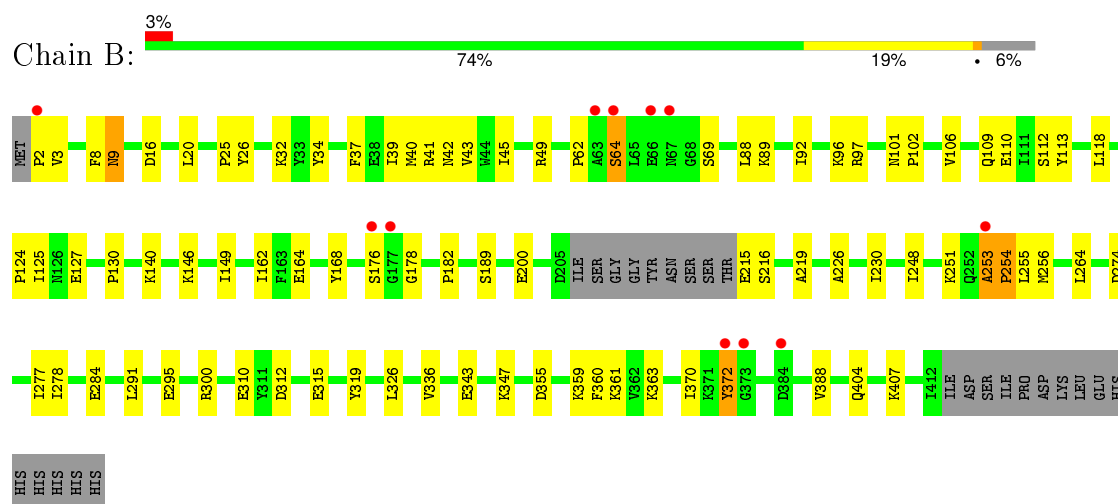 3%
Chain B:
74% 19% • 6%
MET P2 V3 F8 N9 D16 L20 P25 Y26 K32 Y33 Y34 F37 E38 I39 M40 R41 N42 V43 W44 I45 R49 P62 A63 S64 L65 E66 N67 G68 S69 L88 K89 I92 K96 R97 N101 P102 V106 Q109 E110 I111 S112 Y113 L118
P124 I125 N126 E127 P130 K140 K146 I149 I162 F163 E164 Y168 S176 G177 G178 P182 S189 E200 D205 ILE SER GLY GLY TYR ASN SER SER THR E215 S216 A219 A226 I230 I248 K251 Q252 A253 P254 L255 M256 L264
I277 I278 E284 L291 E295 R300 E310 Y311 D312 E315 Y319 L326 V336 E343 K347 D355 K359 F360 K361 V362 K363 I370 K371 Y372 G373 D384 V388 Q404 K407 I412 ILE ASP SER ILE PRO ASP LYS LEU GLU HIS
HIS HIS HIS HIS HIS